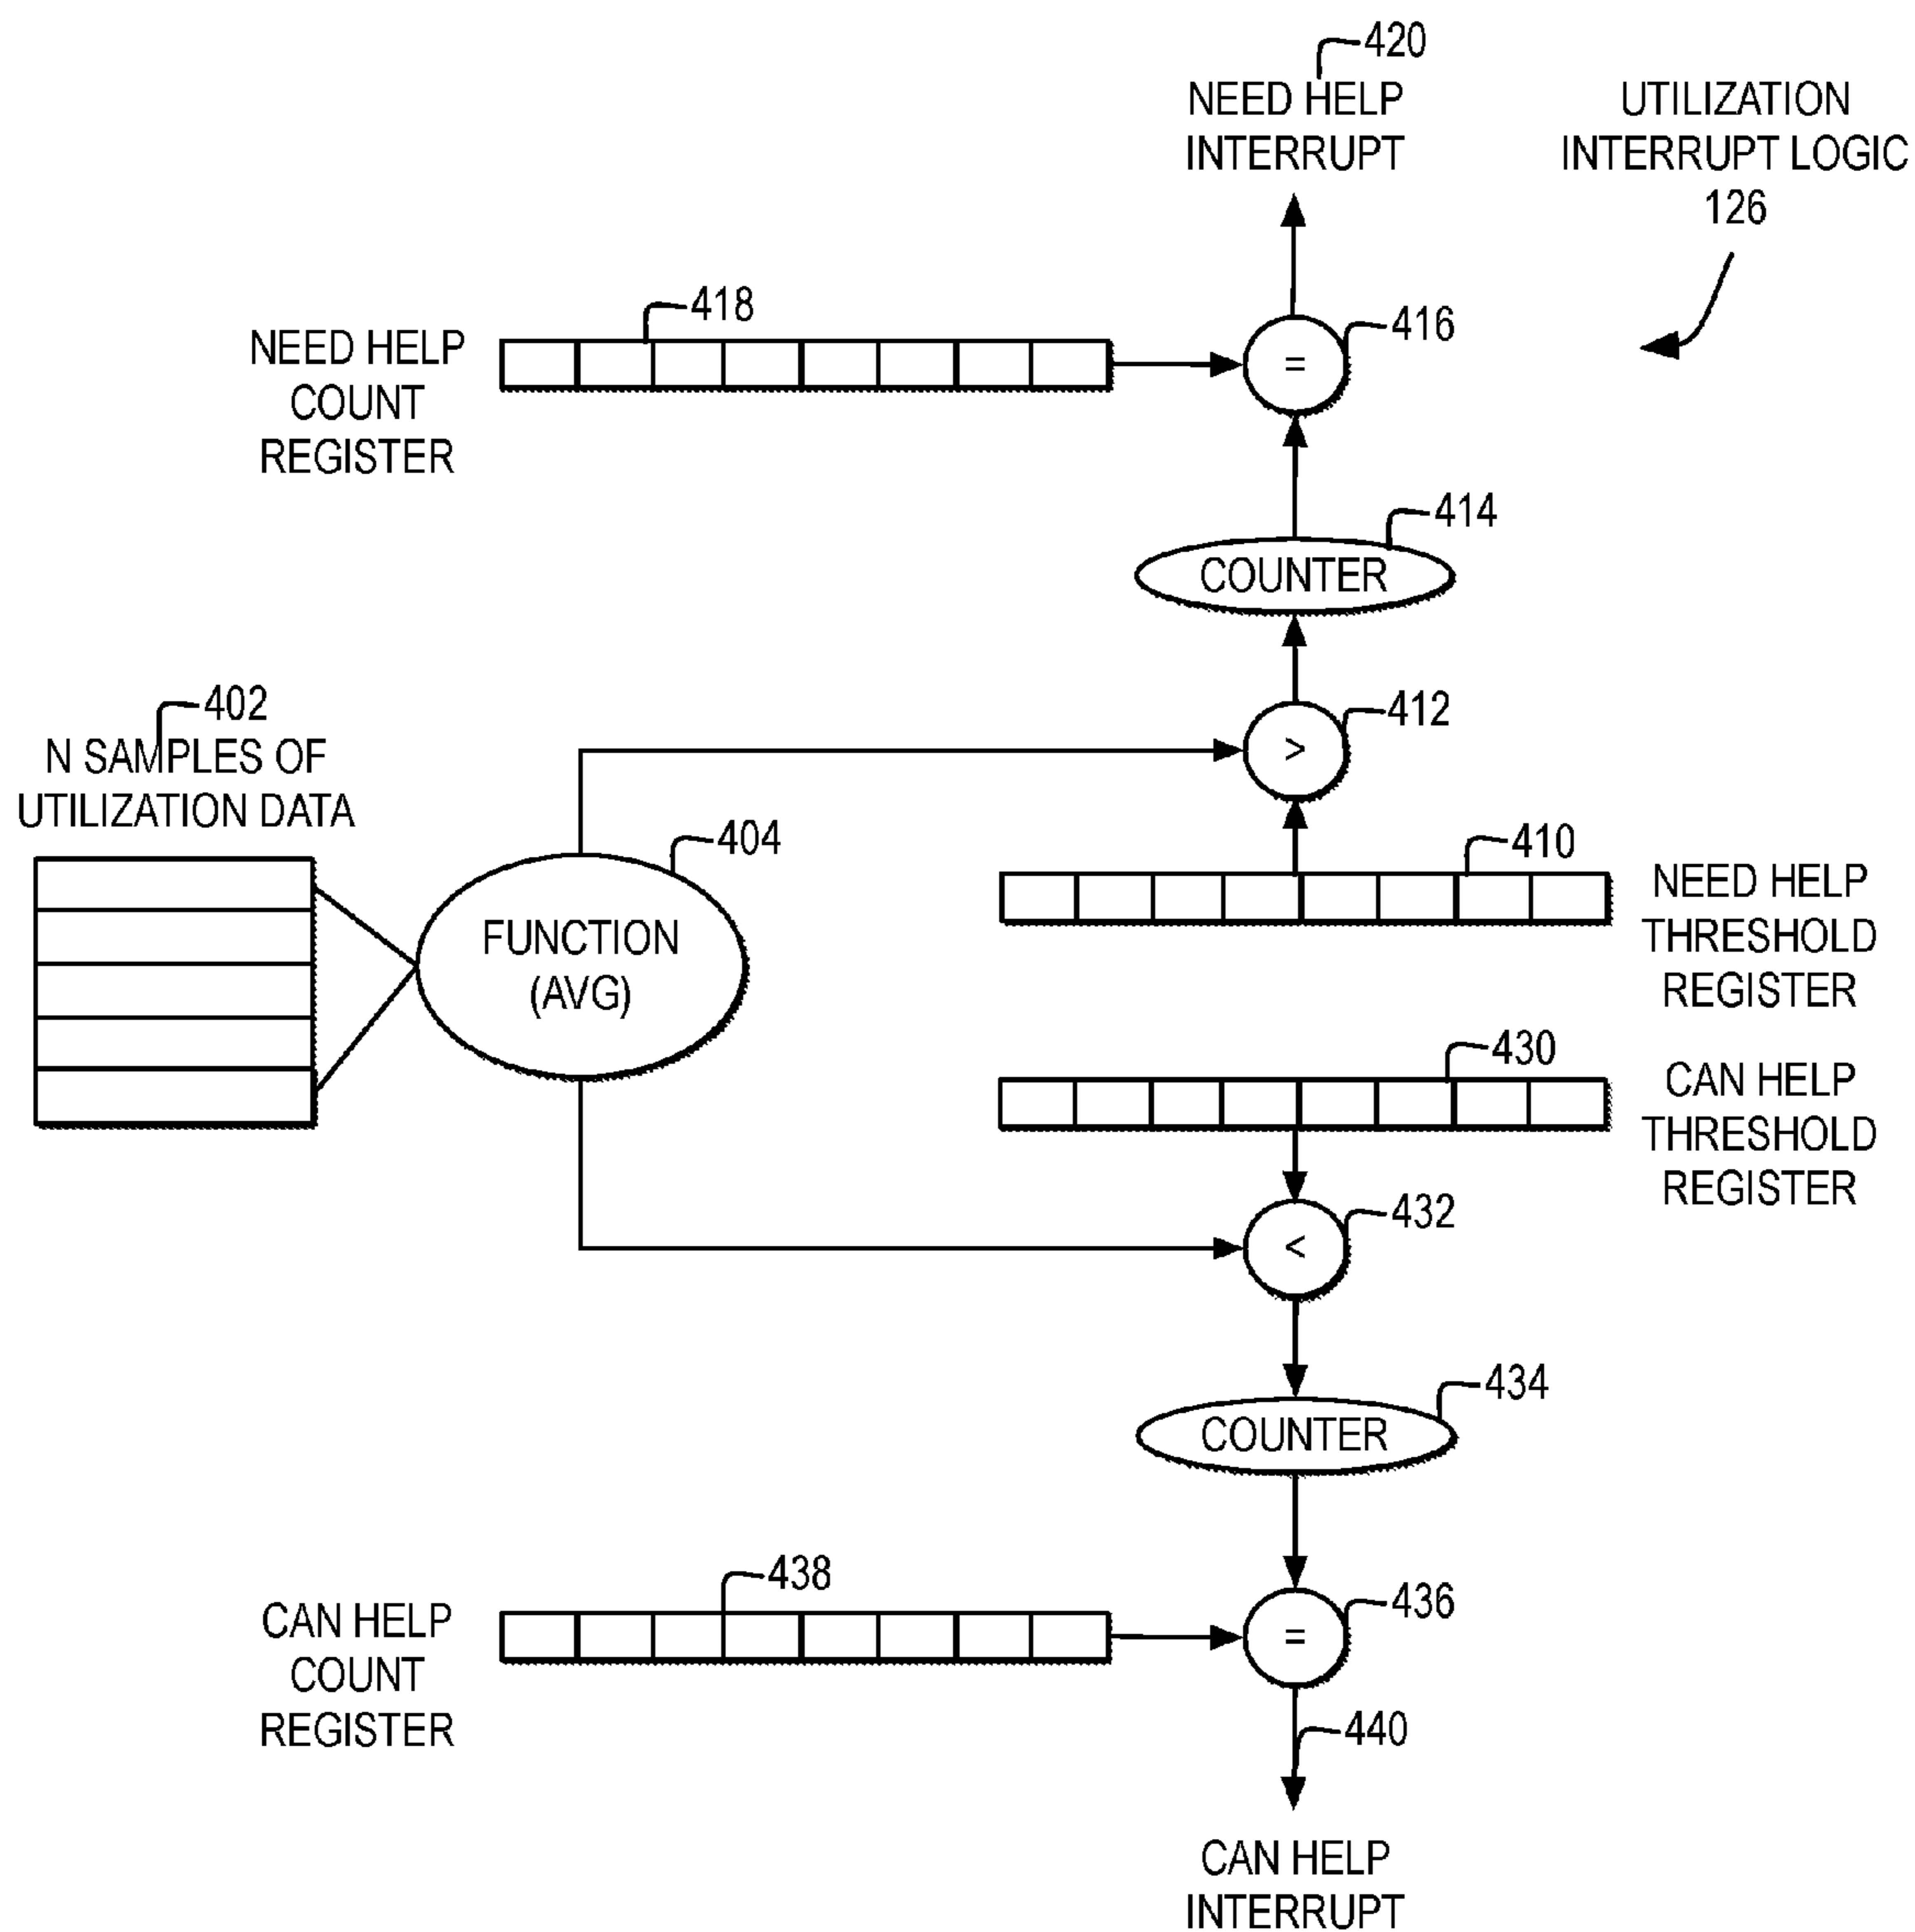 420
NEED HELP
INTERRUPT
UTILIZATION
INTERRUPT LOGIC
126
418
416
NEED HELP
COUNT
REGISTER
=
414
COUNTER
402
N SAMPLES OF
UTILIZATION DATA
412
>
404
FUNCTION
(AVG)
410
NEED HELP
THRESHOLD
REGISTER
430
CAN HELP
THRESHOLD
REGISTER
432
<
434
COUNTER
438
436
CAN HELP
COUNT
REGISTER
=
440
CAN HELP
INTERRUPT